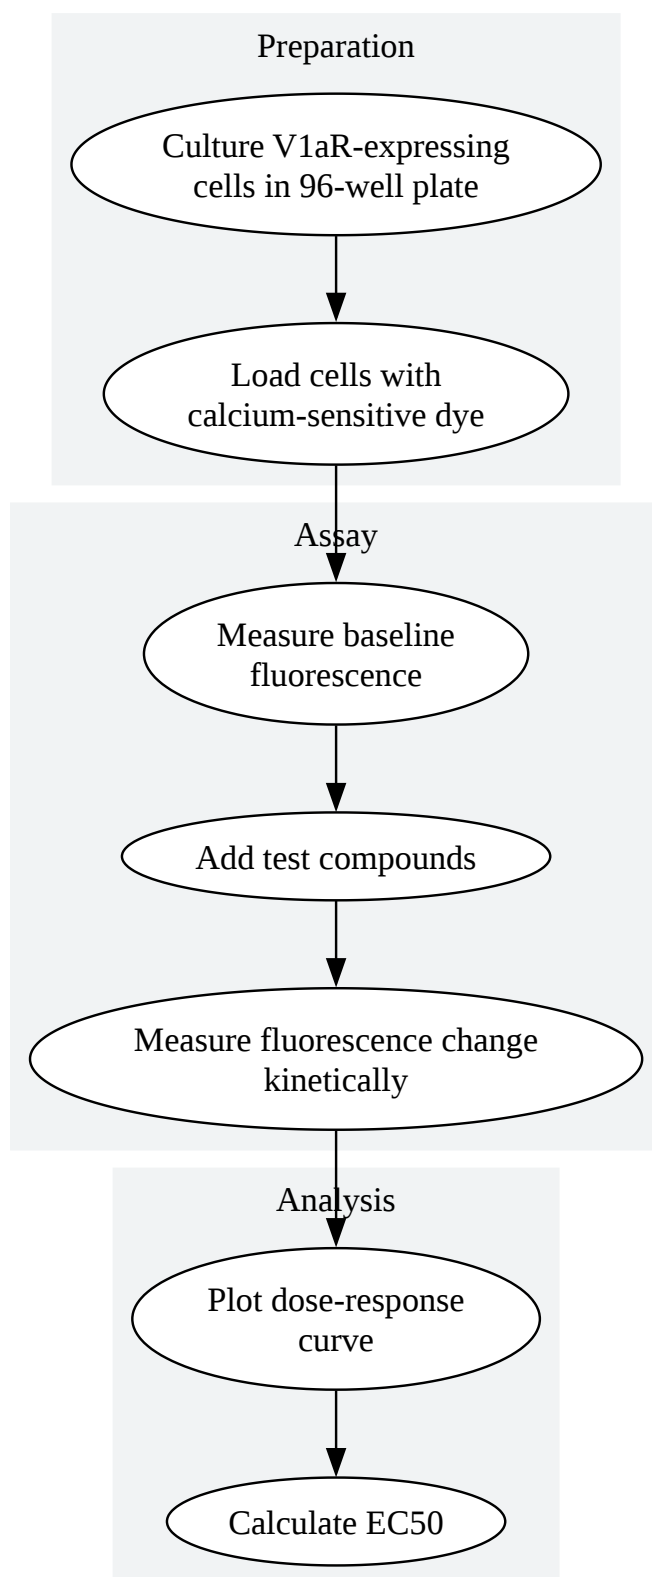 Preparation
Culture V1aR-expressing
cells in 96-well plate
Load cells with
calcium-sensitive dye
Assay
Measure baseline
fluorescence
Add test compounds
Measure fluorescence change
kinetically
Analysis
Plot dose-response
curve
Calculate EC50